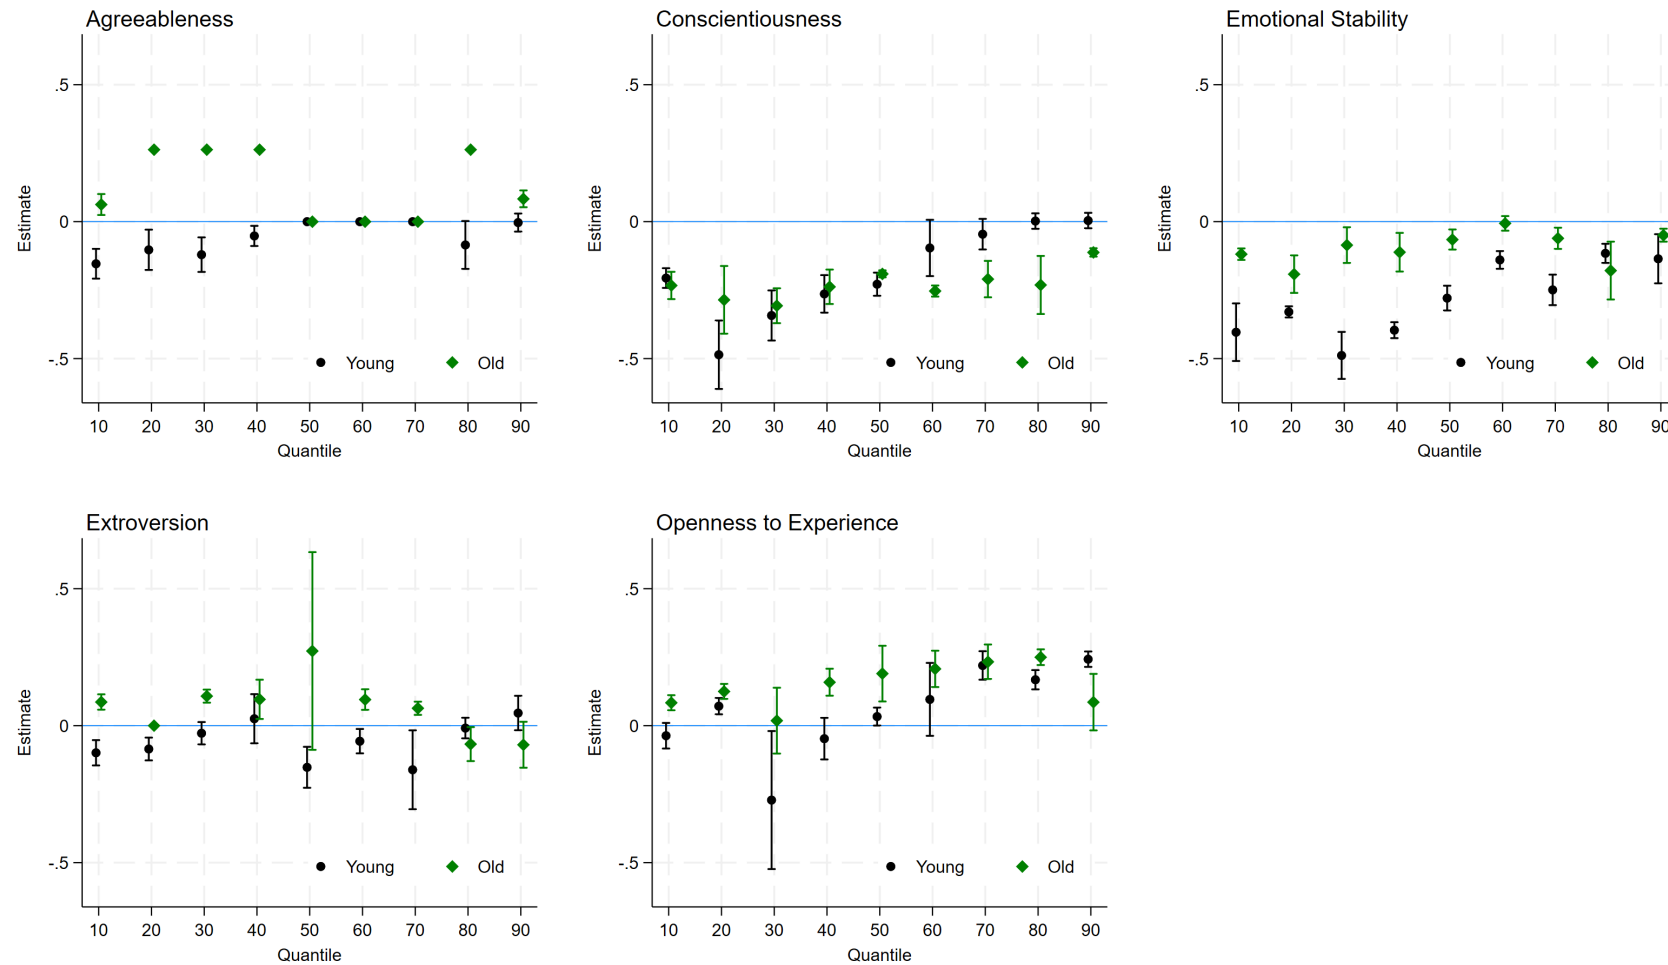 Agreeableness
.5
0
-.5
Estimate
Young Old
10 20 30 40 50 60 70 80 90
Quantile
Conscientiousness
.5
0
-.5
Estimate
Young Old
10 20 30 40 50 60 70 80 90
Quantile
Emotional Stability
.5
0
-.5
Estimate
Young Old
10 20 30 40 50 60 70 80 90
Quantile
Extroversion
.5
0
-.5
Estimate
Young Old
10 20 30 40 50 60 70 80 90
Quantile
Openness to Experience
.5
0
-.5
Estimate
Young Old
10 20 30 40 50 60 70 80 90
Quantile